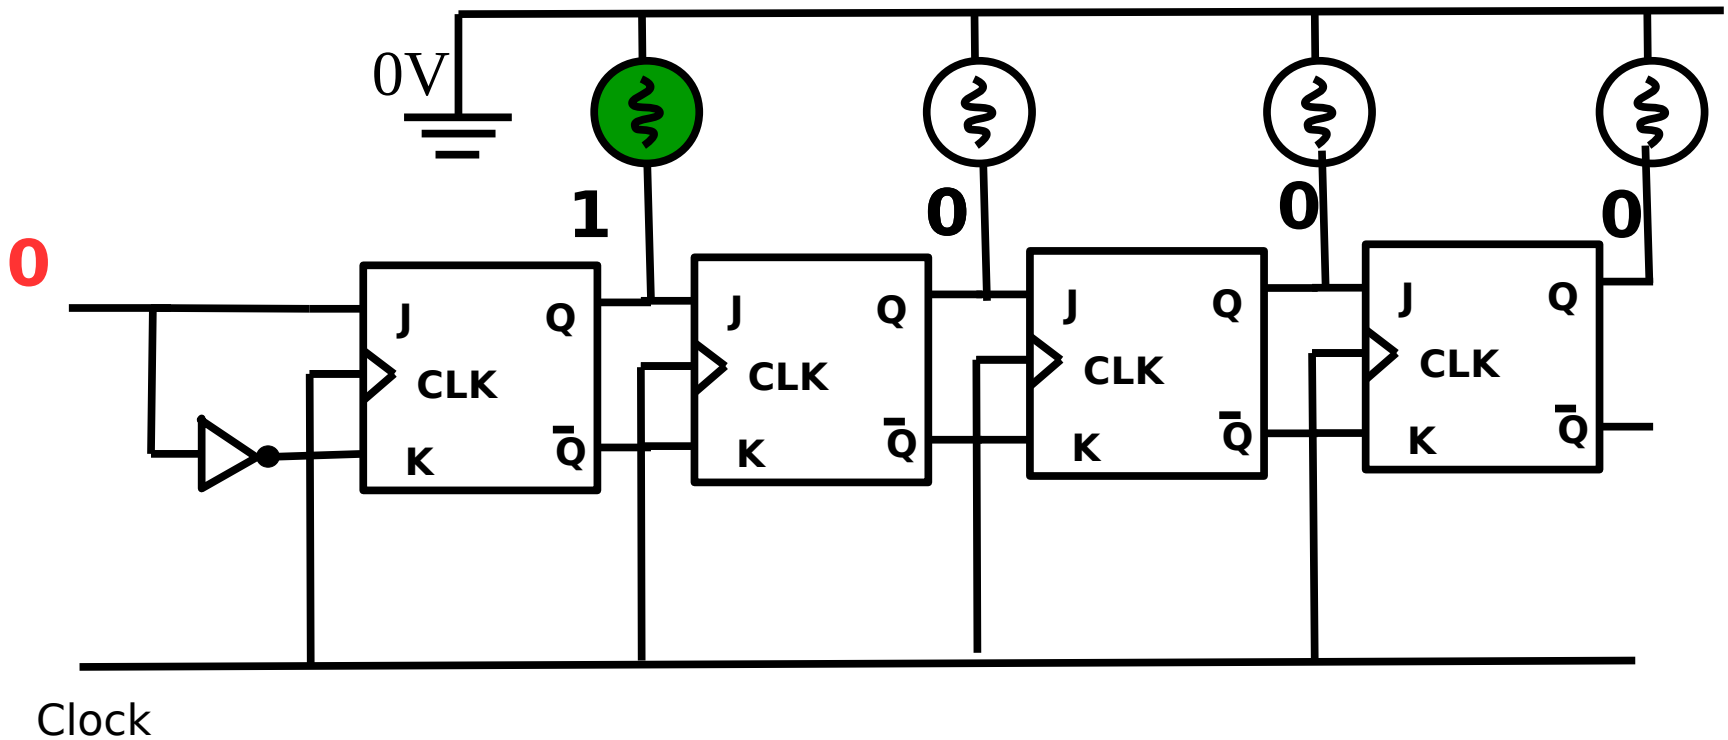 0V
1 0 0 0
0
J Q J Q J Q J Q
CLK CLK CLK CLK
K Q̅ K Q̅ K Q̅ K Q̅
Clock